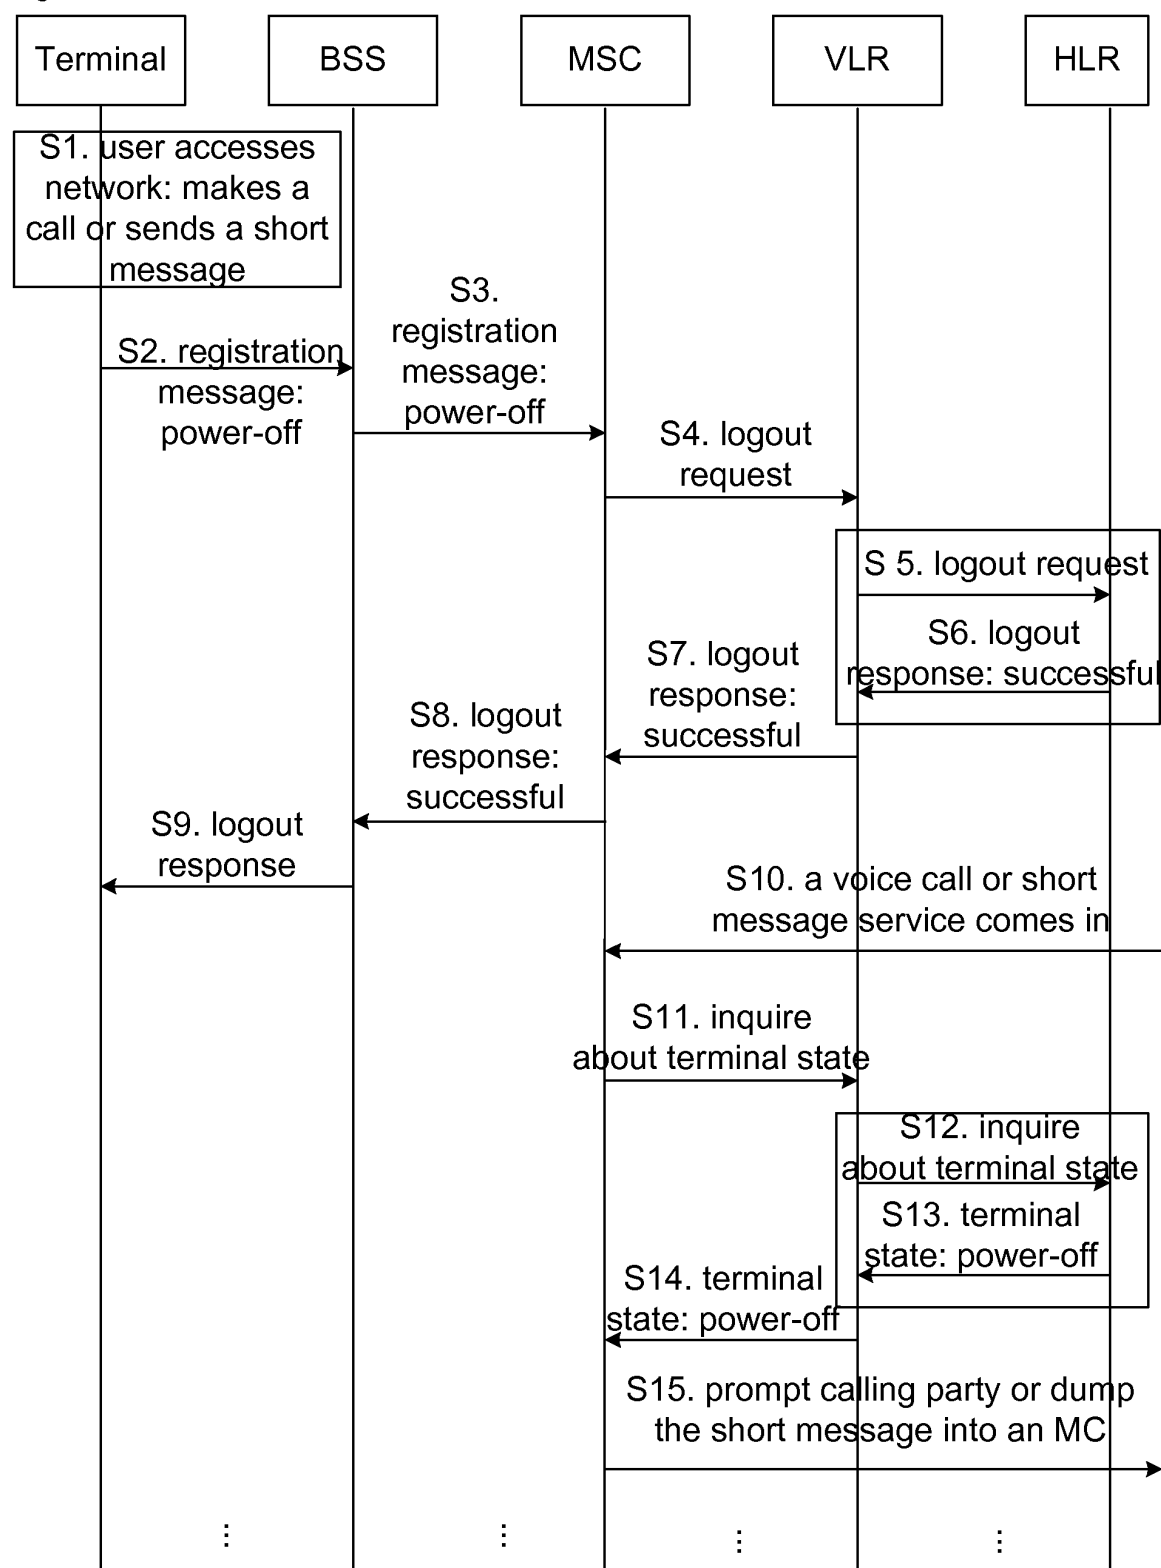 Terminal
BSS
MSC
VLR
HLR
S1. user accesses
network: makes a
call or sends a short
message
S2. registration
message:
power-off
S3.
registration
message:
power-off
S4. logout
request
S 5. logout request
S6. logout
response: successful
S7. logout
response:
successful
S8. logout
response:
successful
S9. logout
response
S10. a voice call or short
message service comes in
S11. inquire
about terminal state
S12. inquire
about terminal state
S13. terminal
state: power-off
S14. terminal
state: power-off
S15. prompt calling party or dump
the short message into an MC